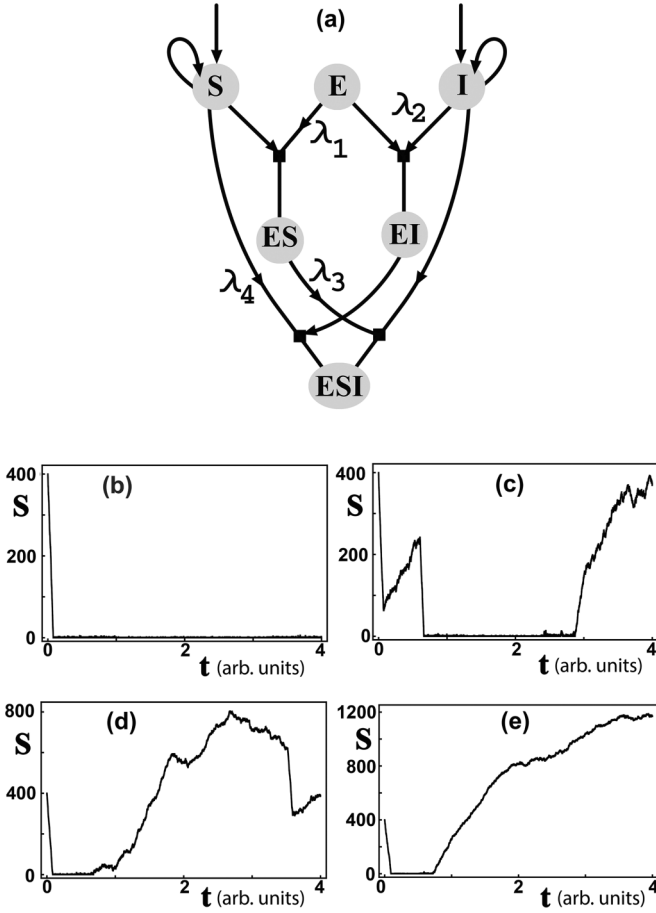 (a)
S E I
λ1 λ2
ES EI
λ3
λ4
ESI
(b) (c)
400 400
S S
200 200
0 0
0 2 4 0 2 4
t (arb. units) t (arb. units)
(d) (e)
800 1200
S S
800
400
400
0 0
0 2 4 0 2 4
t (arb. units) t (arb. units)